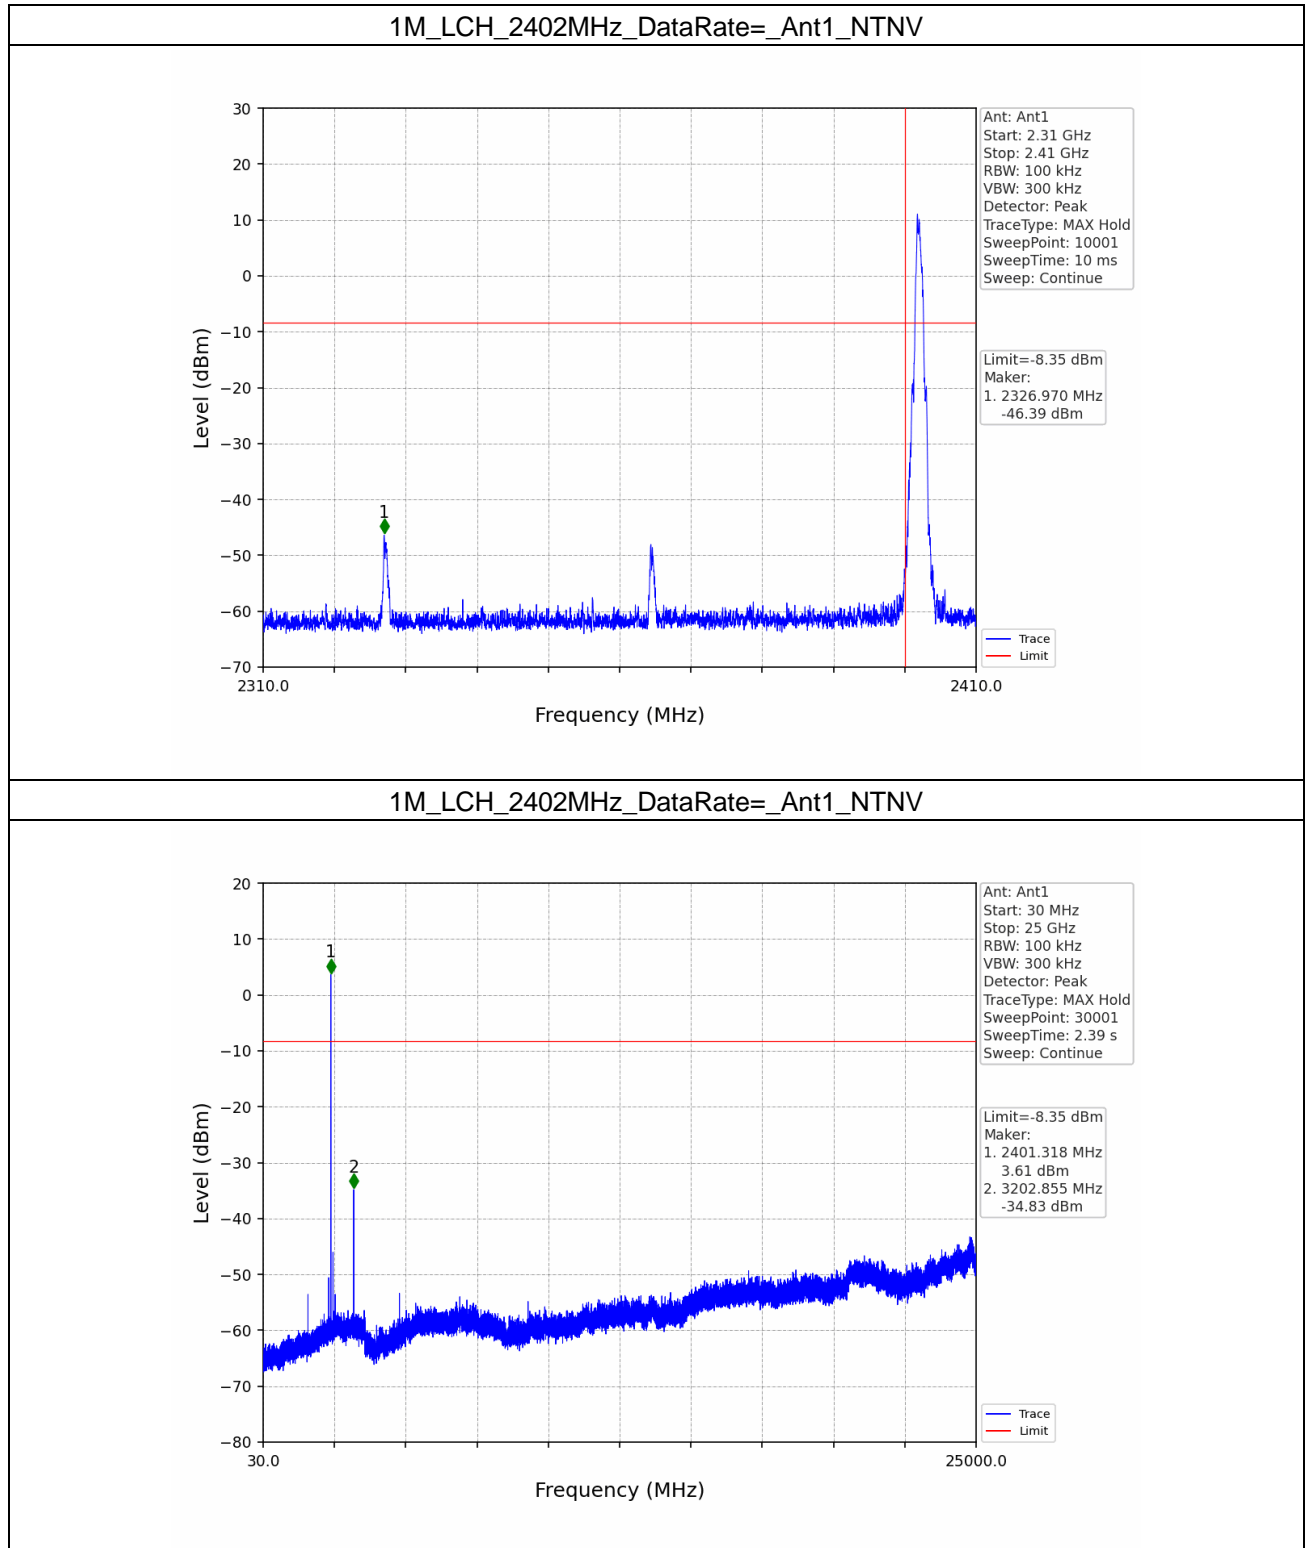 1M_LCH_2402MHz_DataRate=_Ant1_NTNV
30
20
10
0
−10
−20
−30
−40
−50
−60
−70
Level (dBm)
1
2310.0
2410.0
Frequency (MHz)
Ant: Ant1
Start: 2.31 GHz
Stop: 2.41 GHz
RBW: 100 kHz
VBW: 300 kHz
Detector: Peak
TraceType: MAX Hold
SweepPoint: 10001
SweepTime: 10 ms
Sweep: Continue
Limit=-8.35 dBm
Maker:
1. 2326.970 MHz
-46.39 dBm
Trace
Limit
1M_LCH_2402MHz_DataRate=_Ant1_NTNV
20
10
0
−10
−20
−30
−40
−50
−60
−70
−80
Level (dBm)
1
2
30.0
25000.0
Frequency (MHz)
Ant: Ant1
Start: 30 MHz
Stop: 25 GHz
RBW: 100 kHz
VBW: 300 kHz
Detector: Peak
TraceType: MAX Hold
SweepPoint: 30001
SweepTime: 2.39 s
Sweep: Continue
Limit=-8.35 dBm
Maker:
1. 2401.318 MHz
3.61 dBm
2. 3202.855 MHz
-34.83 dBm
Trace
Limit